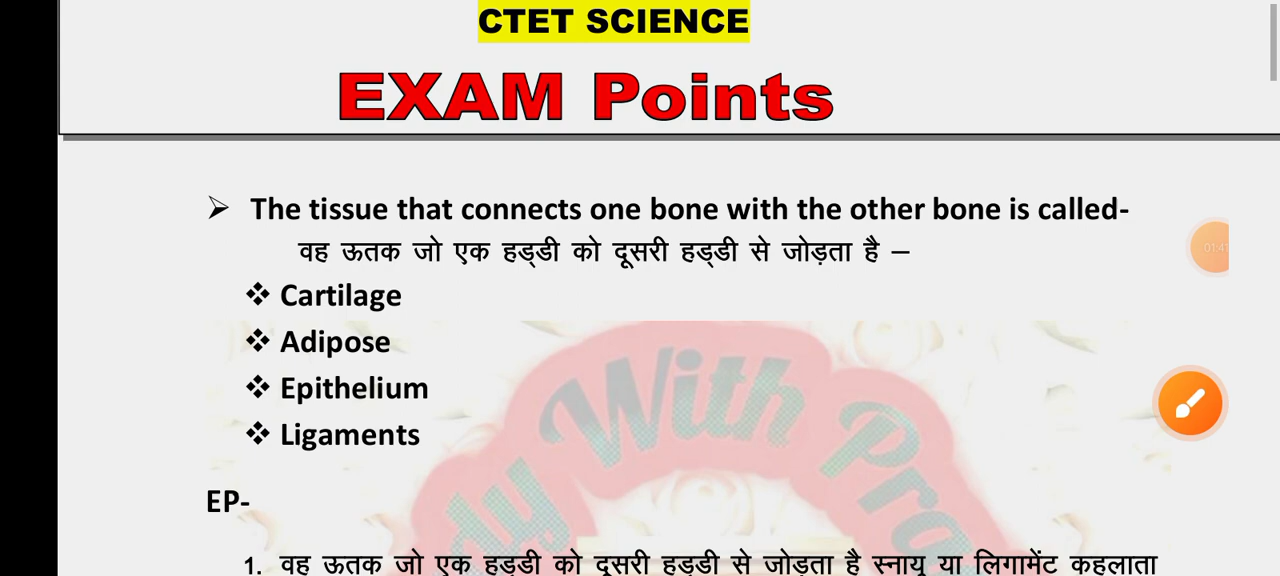 CTET SCIENCE
EXAM Points
➢ The tissue that connects one bone with the other bone is called-
वह ऊतक जो एक हड्डी को दूसरी हड्डी से जोड़ता है –
❖ Cartilage
❖ Adipose
❖ Epithelium
❖ Ligaments
With
EP-
1. वह ऊतक जो एक हड्डी को दूसरी हड्डी से जोड़ता है स्नायु या लिगामेंट कहलाता